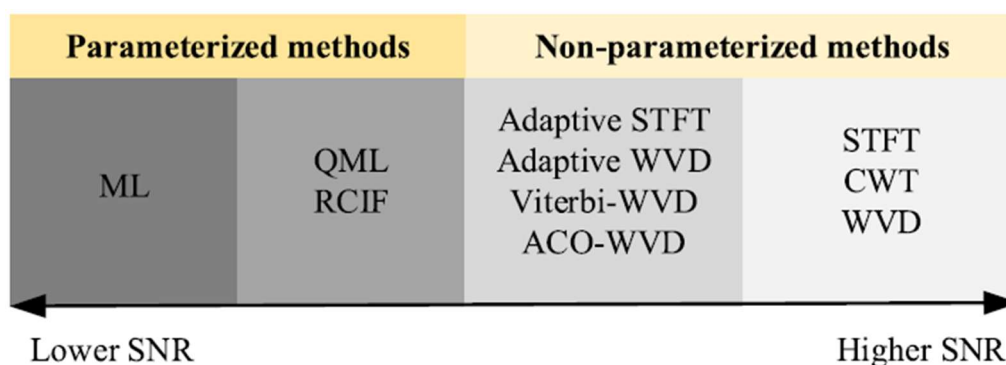 Parameterized methods
Non-parameterized methods
ML
QML
RCIF
Adaptive STFT
Adaptive WVD
Viterbi-WVD
ACO-WVD
STFT
CWT
WVD
Lower SNR
Higher SNR